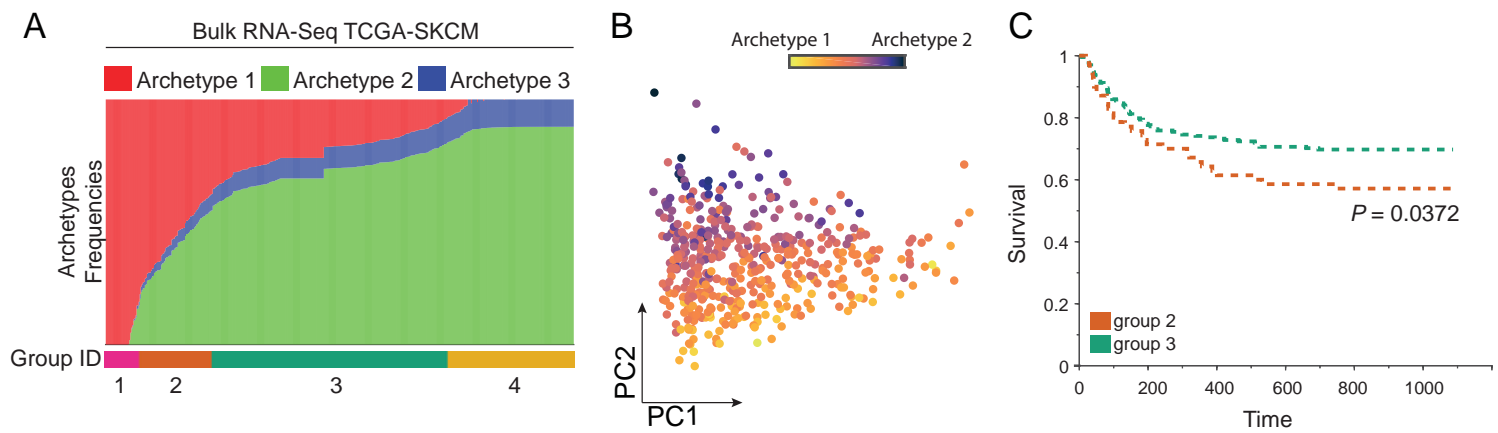 A
Bulk RNA-Seq TCGA-SKCM
Archetype 1
Archetype 2
Archetype 3
Archetypes
Frequencies
Group ID
1
2
3
4
B
Archetype 1
Archetype 2
PC2
PC1
C
Survival
1
0.8
0.6
0.4
0.2
0
P = 0.0372
group 2
group 3
0
200
400
600
800
1000
Time